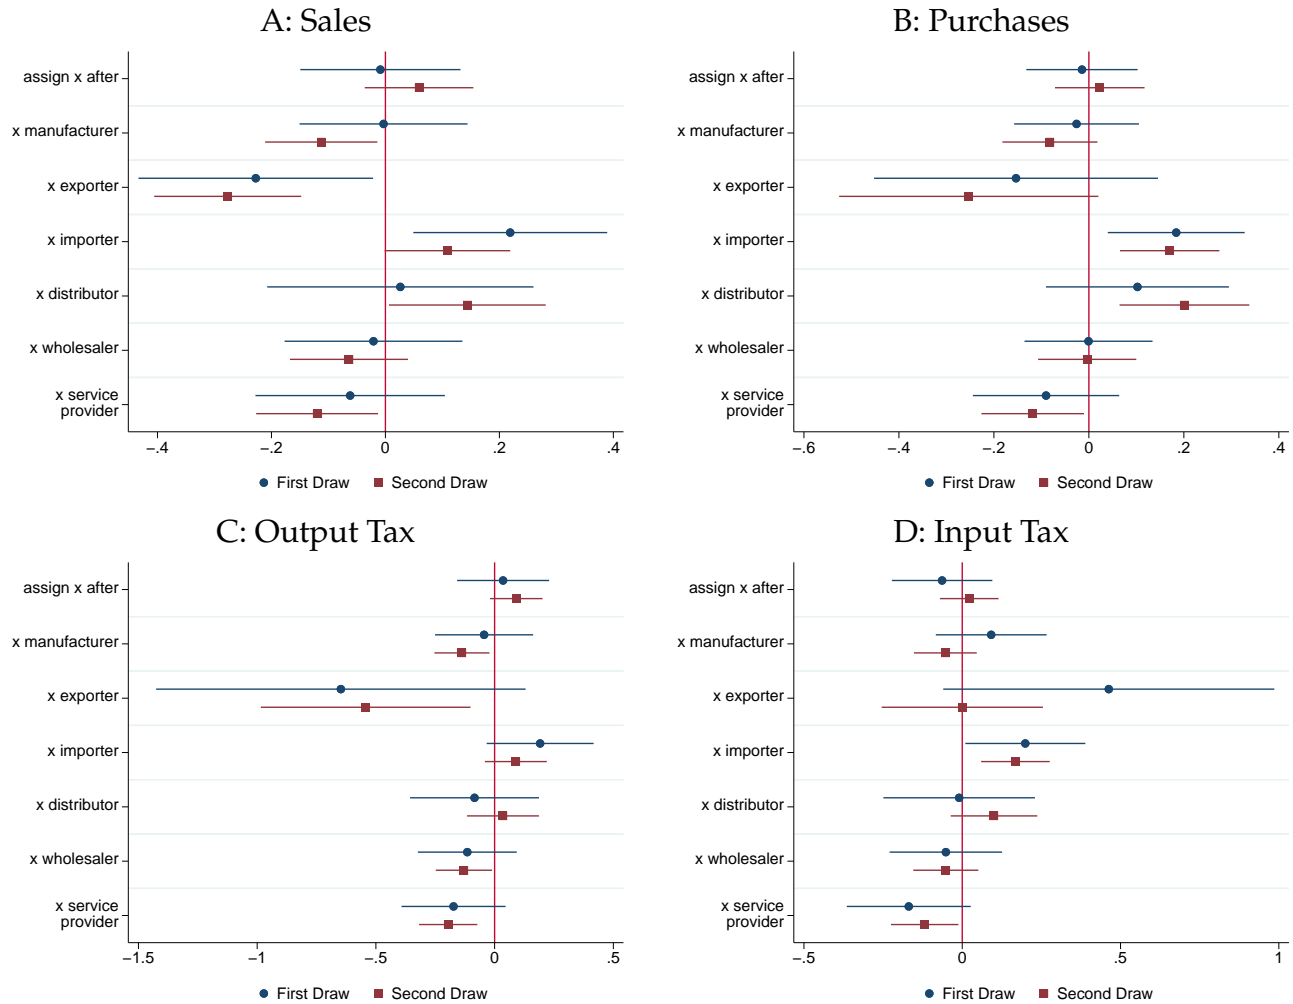 A: Sales
assign x after
x manufacturer
x exporter
x importer
x distributor
x wholesaler
x service
provider
−.4 −.2 0 .2 .4
First Draw Second Draw
B: Purchases
assign x after
x manufacturer
x exporter
x importer
x distributor
x wholesaler
x service
provider
−.6 −.4 −.2 0 .2 .4
First Draw Second Draw
C: Output Tax
assign x after
x manufacturer
x exporter
x importer
x distributor
x wholesaler
x service
provider
−1.5 −1 −.5 0 .5
First Draw Second Draw
D: Input Tax
assign x after
x manufacturer
x exporter
x importer
x distributor
x wholesaler
x service
provider
−.5 0 .5 1
First Draw Second Draw